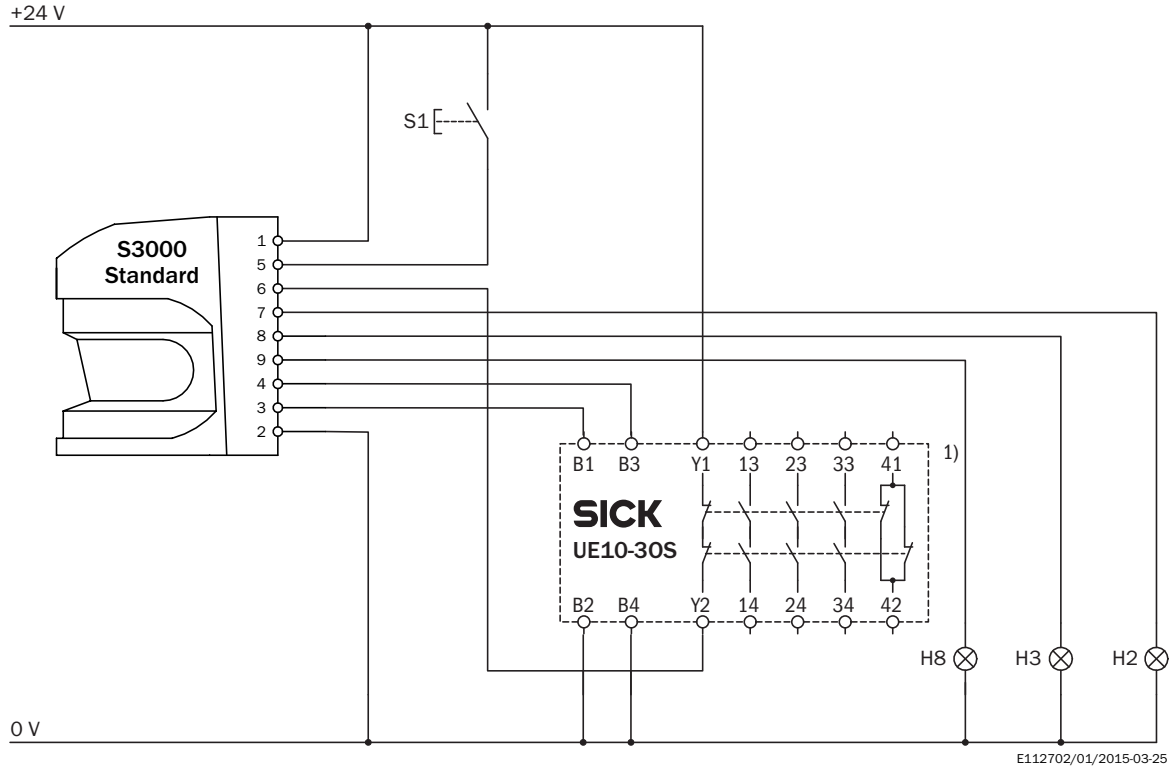 +24 V
S1
S3000
Standard
1
5
6
7
8
9
4
3
2
B1 B3 Y1 13 23 33 41
1)
SICK
UE10-30S
B2 B4 Y2 14 24 34 42
H8 H3 H2
0 V
E112702/01/2015-03-25